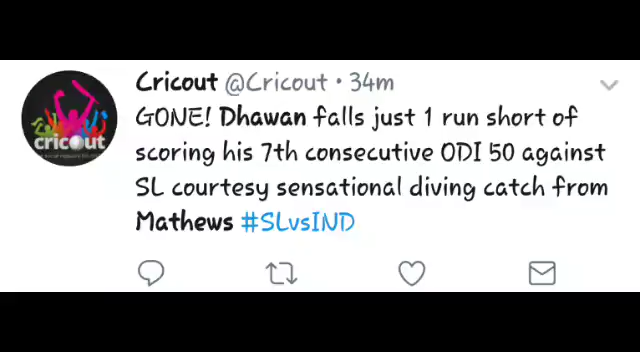 Cricout @Cricout • 34m
GONE! Dhawan falls just 1 run short of
scoring his 7th consecutive ODI 50 against
SL courtesy sensational diving catch from
Mathews #SLvsIND
cricout